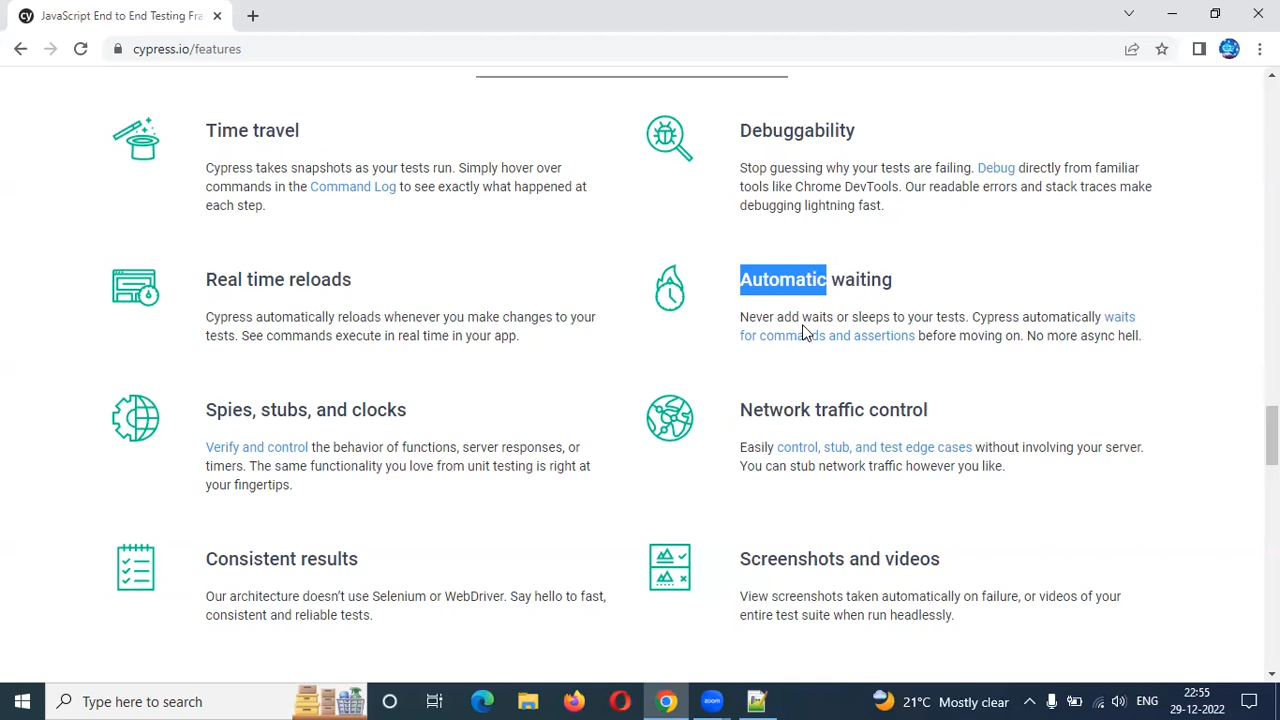 JavaScript End to End Testing Fra
cypress.io/features
Time travel
Cypress takes snapshots as your tests run. Simply hover over
commands in the Command Log to see exactly what happened at
each step.
Debuggability
Stop guessing why your tests are failing. Debug directly from familiar
tools like Chrome DevTools. Our readable errors and stack traces make
debugging lightning fast.
Real time reloads
Cypress automatically reloads whenever you make changes to your
tests. See commands execute in real time in your app.
Automatic waiting
Never add waits or sleeps to your tests. Cypress automatically waits
for commands and assertions before moving on. No more async hell.
Spies, stubs, and clocks
Verify and control the behavior of functions, server responses, or
timers. The same functionality you love from unit testing is right at
your fingertips.
Network traffic control
Easily control, stub, and test edge cases without involving your server.
You can stub network traffic however you like.
Consistent results
Our architecture doesn't use Selenium or WebDriver. Say hello to fast,
consistent and reliable tests.
Screenshots and videos
View screenshots taken automatically on failure, or videos of your
entire test suite when run headlessly.
Type here to search
zoom
21°C Mostly clear
ENG
22:55
29-12-2022